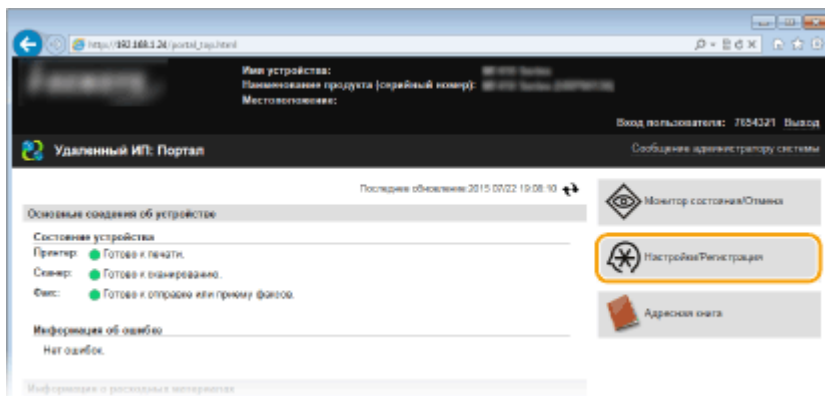 http://192.168.1.24/portal_top.html
Имя устройства:
Наименование продукта (серийный номер):
Местоположение:
Вход пользователя: 7654321 Выход
Удаленный ИП: Портал
Сообщение администратору системы
Последнее обновление: 2015 07/22 19:08:10
Основные сведения об устройстве
Состояние устройства
Принтер: Готово к печати.
Сканер: Готово к сканированию.
Факс: Готово к отправке или приему факсов.
Информация об ошибке
Нет ошибок.
Информация о расходных материалах
Монитор состояния/Отмена
Настройки/Регистрация
Адресная книга